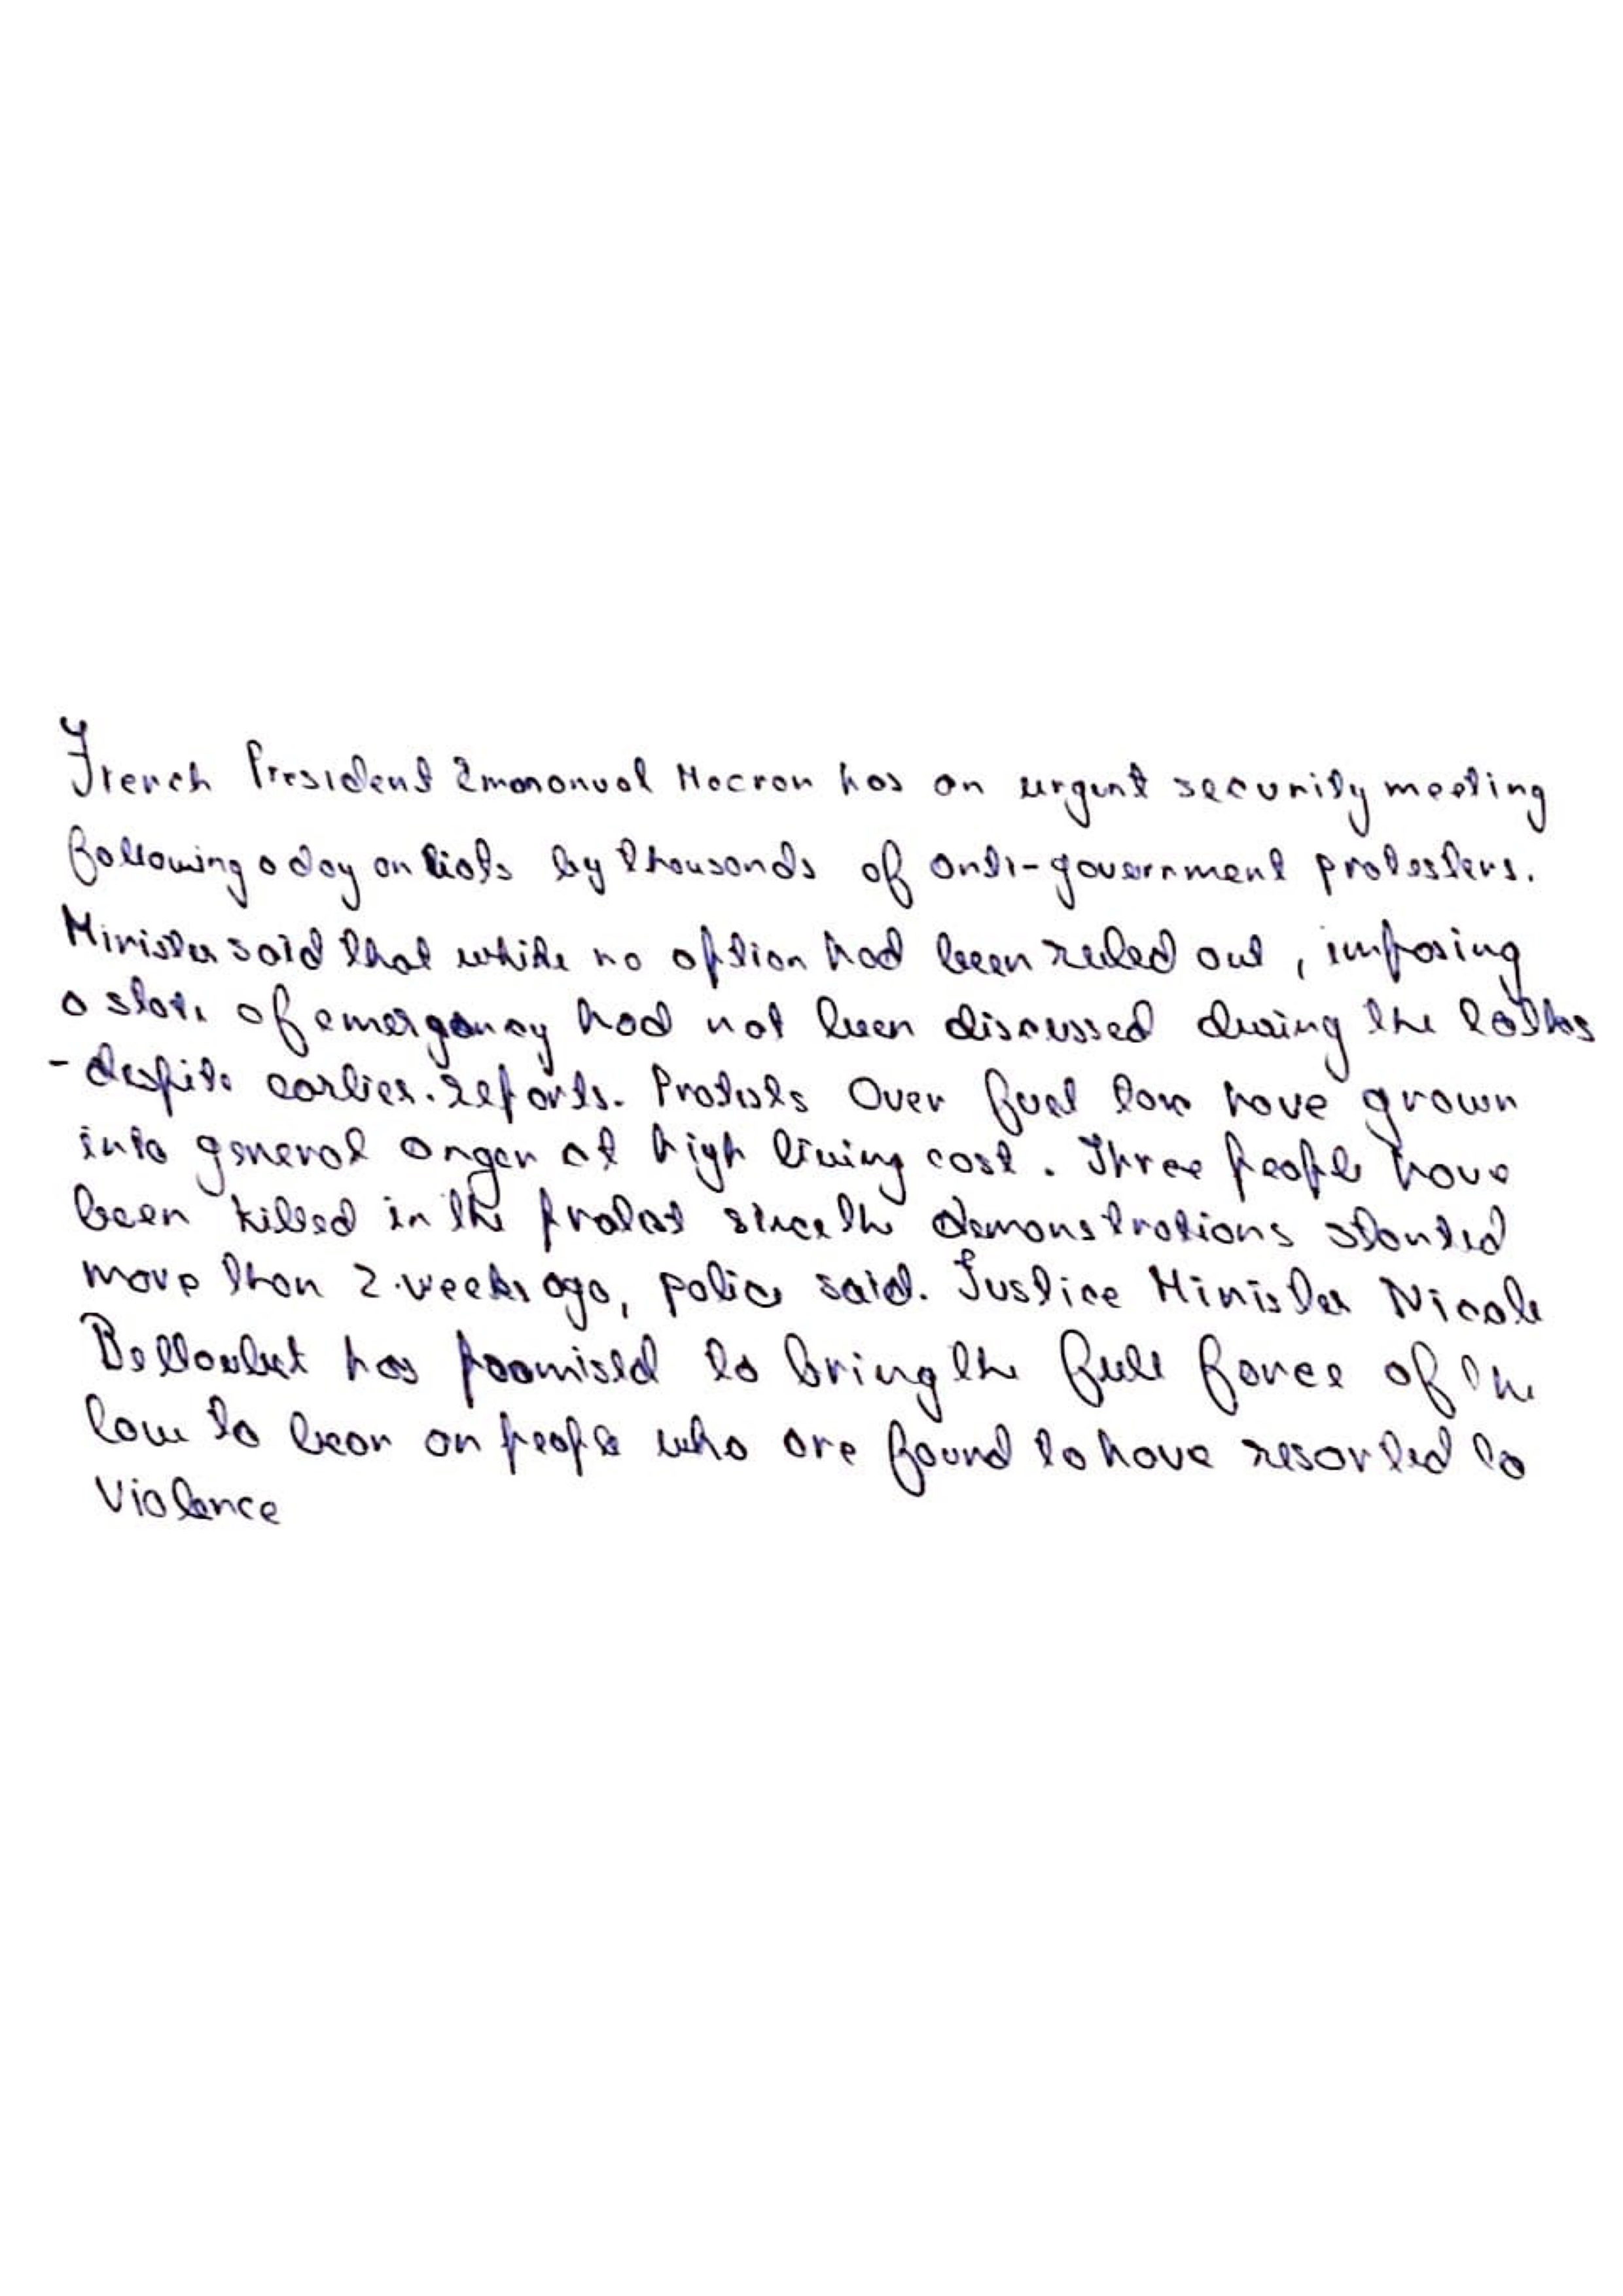 French President Emananual Macron has an urgent security meeting
following a day on riots by thousands of anti-government protesters.
Minister said that while no option had been ruled out, imposing
a state of emergency had not been discussed during the
- despite earlier. reports. Protests Over fuel tax have grown
into general anger at high living cost. Three people have
been killed in the protest since the demonstrations started
more than 2 weeks ago, police said. Justice Minister Nicole
Belloubet has promised to bring the full force of the
law to bear on people who are found to have resorted to
Violence